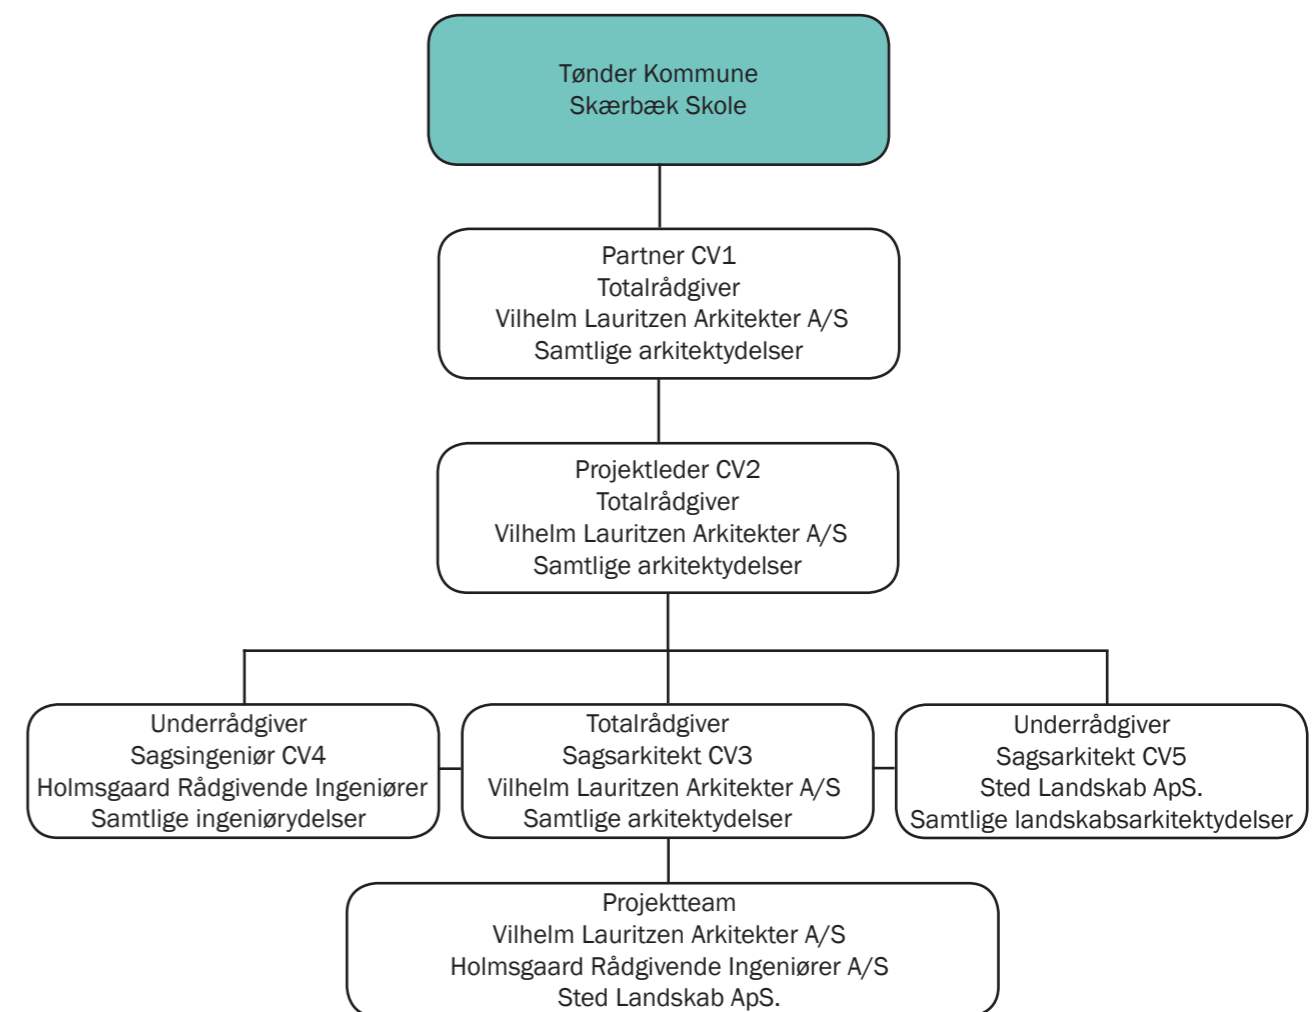 Tønder Kommune
Skærbæk Skole
Partner CV1
Totalrådgiver
Vilhelm Lauritzen Arkitekter A/S
Samtlige arkitektydelser
Projektleder CV2
Totalrådgiver
Vilhelm Lauritzen Arkitekter A/S
Samtlige arkitektydelser
Underrådgiver
Sagsingeniør CV4
Holmsgaard Rådgivende Ingeniører
Samtlige ingeniørydelser
Totalrådgiver
Sagsarkitekt CV3
Vilhelm Lauritzen Arkitekter A/S
Samtlige arkitektydelser
Underrådgiver
Sagsarkitekt CV5
Sted Landskab ApS.
Samtlige landskabsarkitektydelser
Projektteam
Vilhelm Lauritzen Arkitekter A/S
Holmsgaard Rådgivende Ingeniører A/S
Sted Landskab ApS.